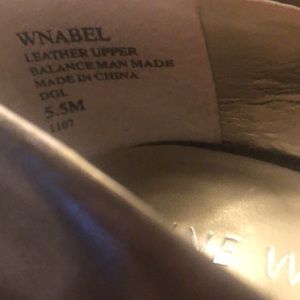 WNABEL
LEATHER UPPER
BALANCE MAN MADE
MADE IN CHINA
DGL
5.5M
1107